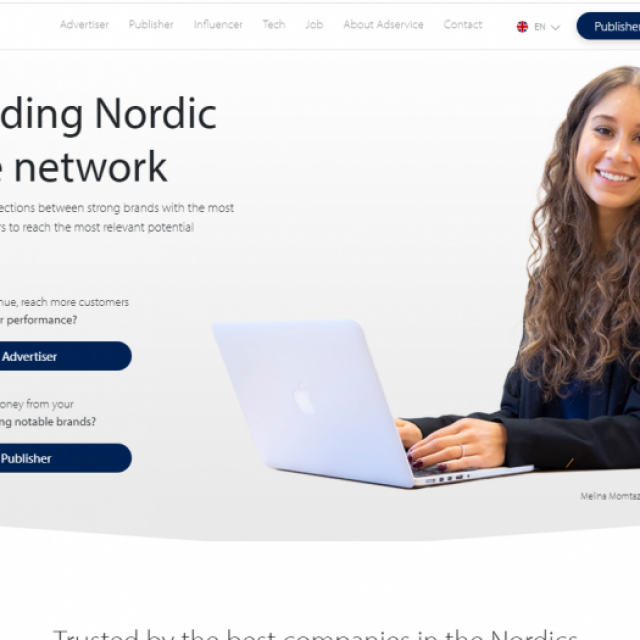 Advertiser Publisher Influencer Tech Job About Adservice Contact EN Publisher
ding Nordic
e network
ections between strong brands with the most
rs to reach the most relevant potential
nue, reach more customers
r performance?
Advertiser
oney from your
ng notable brands?
Publisher
Melina Momtaz
Trusted by the best companies in the Nordics